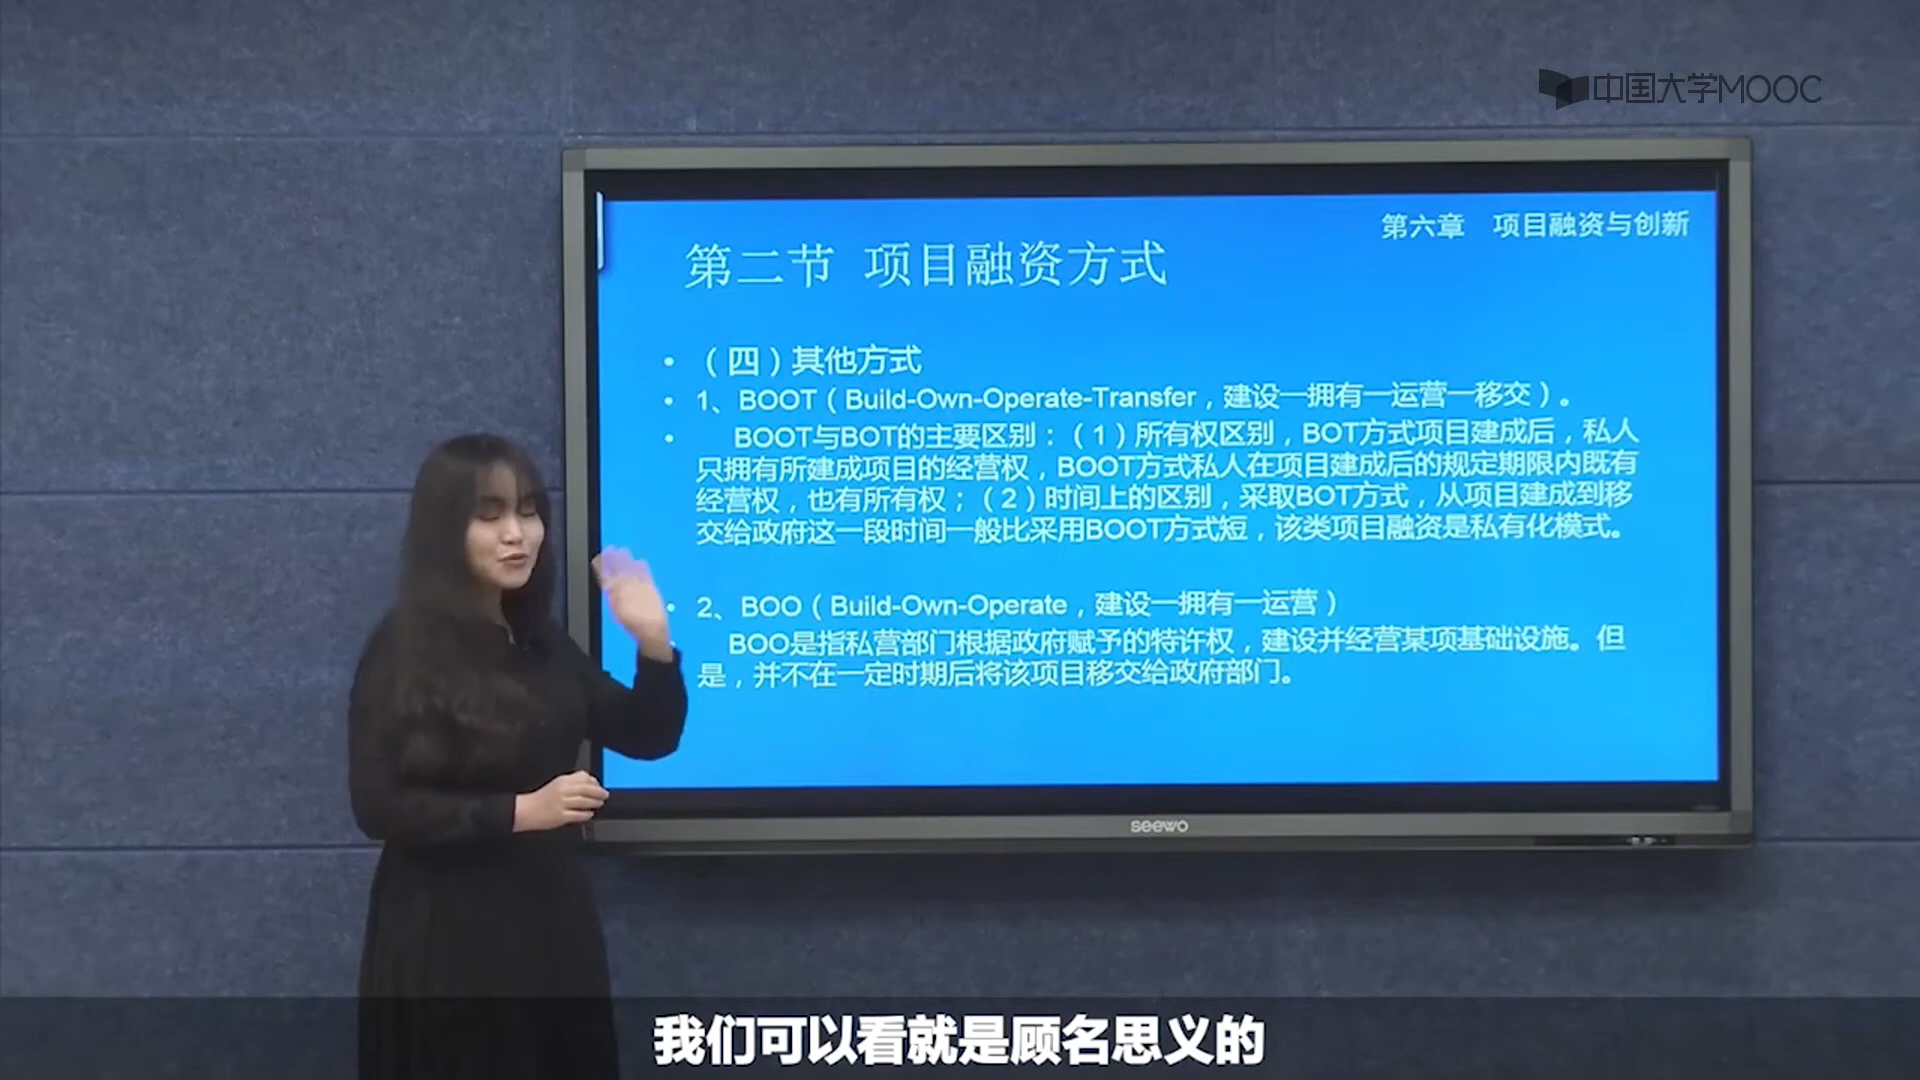 中国大学MOOC
第六章 项目融资与创新
第二节 项目融资方式
• （四）其他方式
• 1、BOOT（Build-Own-Operate-Transfer，建设—拥有—运营—移交）。
• BOOT与BOT的主要区别：（1）所有权区别，BOT方式项目建成后，私人
只拥有所建成项目的经营权，BOOT方式私人在项目建成后的规定期限内既有
经营权，也有所有权；（2）时间上的区别，采取BOT方式，从项目建成到移
交给政府这一段时间一般比采用BOOT方式短，该类项目融资是私有化模式。
• 2、BOO（Build-Own-Operate，建设—拥有—运营）
BOO是指私营部门根据政府赋予的特许权，建设并经营某项基础设施。但
是，并不在一定时期后将该项目移交给政府部门。
seewo
我们可以看就是顾名思义的